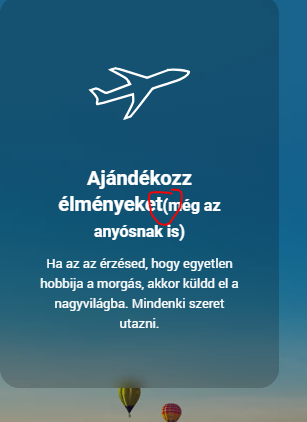 Ajándékozz
élményeket(még az
anyósnak is)
Ha az az érzésed, hogy egyetlen
hobbija a morgás, akkor küldd el a
nagyvilágba. Mindenki szeret
utazni.